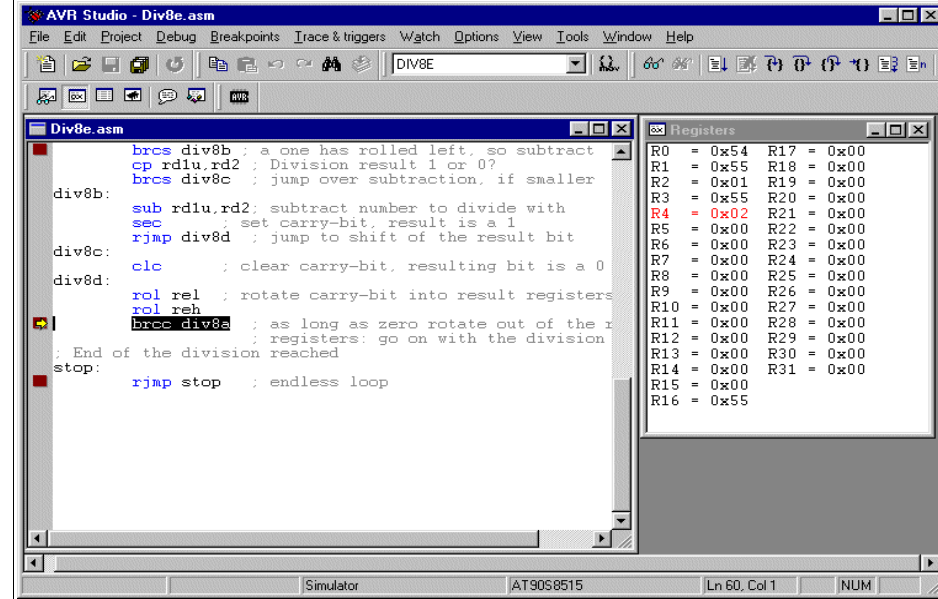 AVR Studio - Div8e.asm
File Edit Project Debug Breakpoints Trace & triggers Watch Options View Tools Window Help
DIV8E
AVR
Div8e.asm
brcs div8b ; a one has rolled left, so subtract
cp rd1u,rd2 ; Division result 1 or 0?
brcs div8c ; jump over subtraction, if smaller
div8b:
sub rd1u,rd2; subtract number to divide with
sec ; set carry-bit, result is a 1
rjmp div8d ; jump to shift of the result bit
div8c:
clc ; clear carry-bit, resulting bit is a 0
div8d:
rol rel ; rotate carry-bit into result registers
rol reh
brcc div8a ; as long as zero rotate out of the r
; registers: go on with the division
; End of the division reached
stop:
rjmp stop ; endless loop
Registers
R0 = 0x54 R17 = 0x00
R1 = 0x55 R18 = 0x00
R2 = 0x01 R19 = 0x00
R3 = 0x55 R20 = 0x00
R4 = 0x02 R21 = 0x00
R5 = 0x00 R22 = 0x00
R6 = 0x00 R23 = 0x00
R7 = 0x00 R24 = 0x00
R8 = 0x00 R25 = 0x00
R9 = 0x00 R26 = 0x00
R10 = 0x00 R27 = 0x00
R11 = 0x00 R28 = 0x00
R12 = 0x00 R29 = 0x00
R13 = 0x00 R30 = 0x00
R14 = 0x00 R31 = 0x00
R15 = 0x00
R16 = 0x55
Simulator AT90S8515 Ln 60, Col 1 NUM